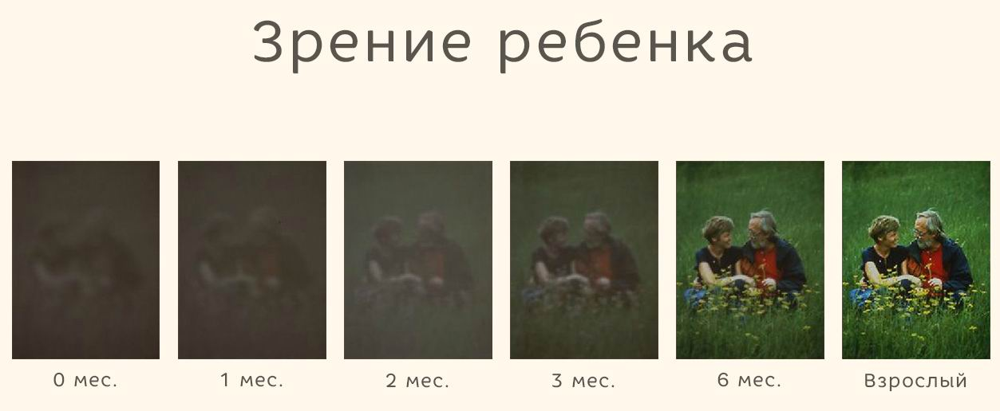 Зрение ребенка
0 мес.
1 мес.
2 мес.
3 мес.
6 мес.
Взрослый